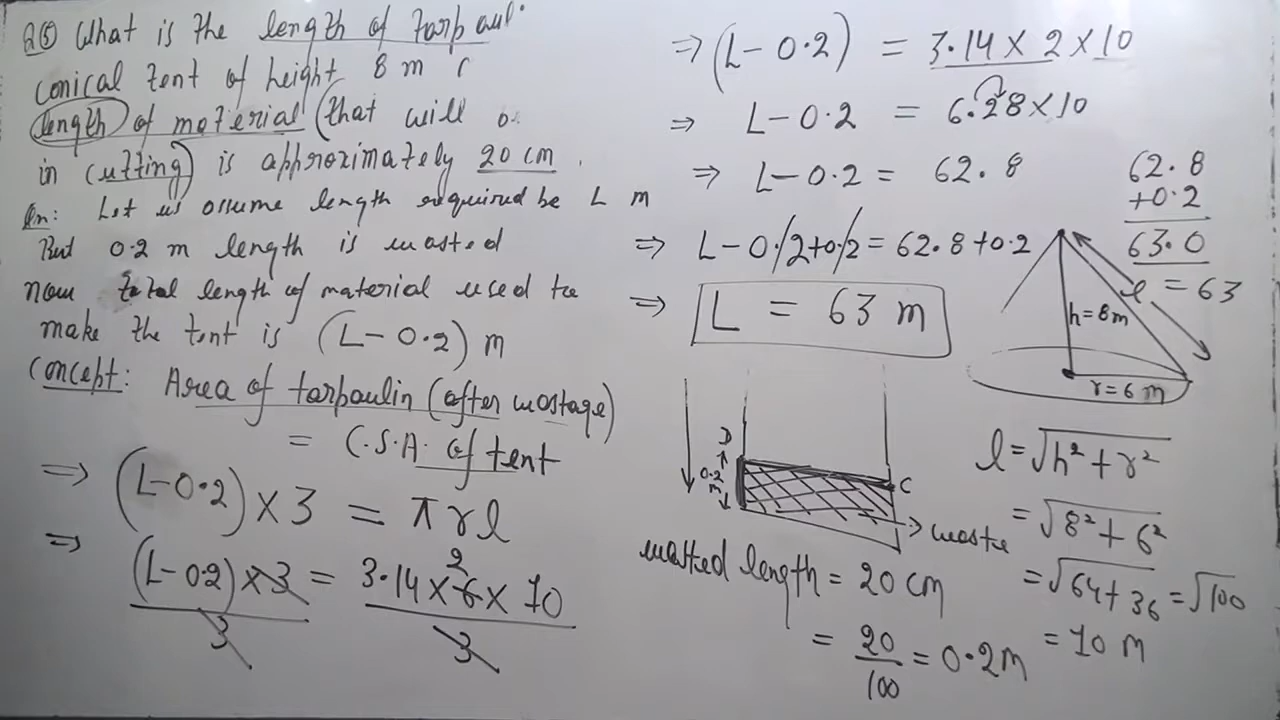 Q5 What is the length of tarpaul
conical tent of height 8 m
length of material (that will
in cutting) is approximately 20 cm.
Let us assume length required be L m
But 0.2 m length is wasted
now total length of material used to
make the tent is (L-0.2) m
Concept: Area of tarpaulin (after wastage)
= C.S.A. of tent
⇒ (L-0.2) × 3 = π r l
⇒ (L-0.2) × 3 / 3 = 3.14 × 6 2 × 10 / 3
⇒ (L-0.2) = 3.14 × 2 × 10
⇒ L-0.2 = 6.28 × 10
⇒ L-0.2 = 62.8
⇒ L-0.2+0.2 = 62.8+0.2
⇒ L = 63 m
62.8
+0.2
63.0
= 63
l
h=8m
r=6 m
D
0.2
m
C
waste
wasted length = 20 cm
= 20/100 = 0.2m
l = √h²+r²
= √8²+6²
= √64+36 = √100
= 10 m